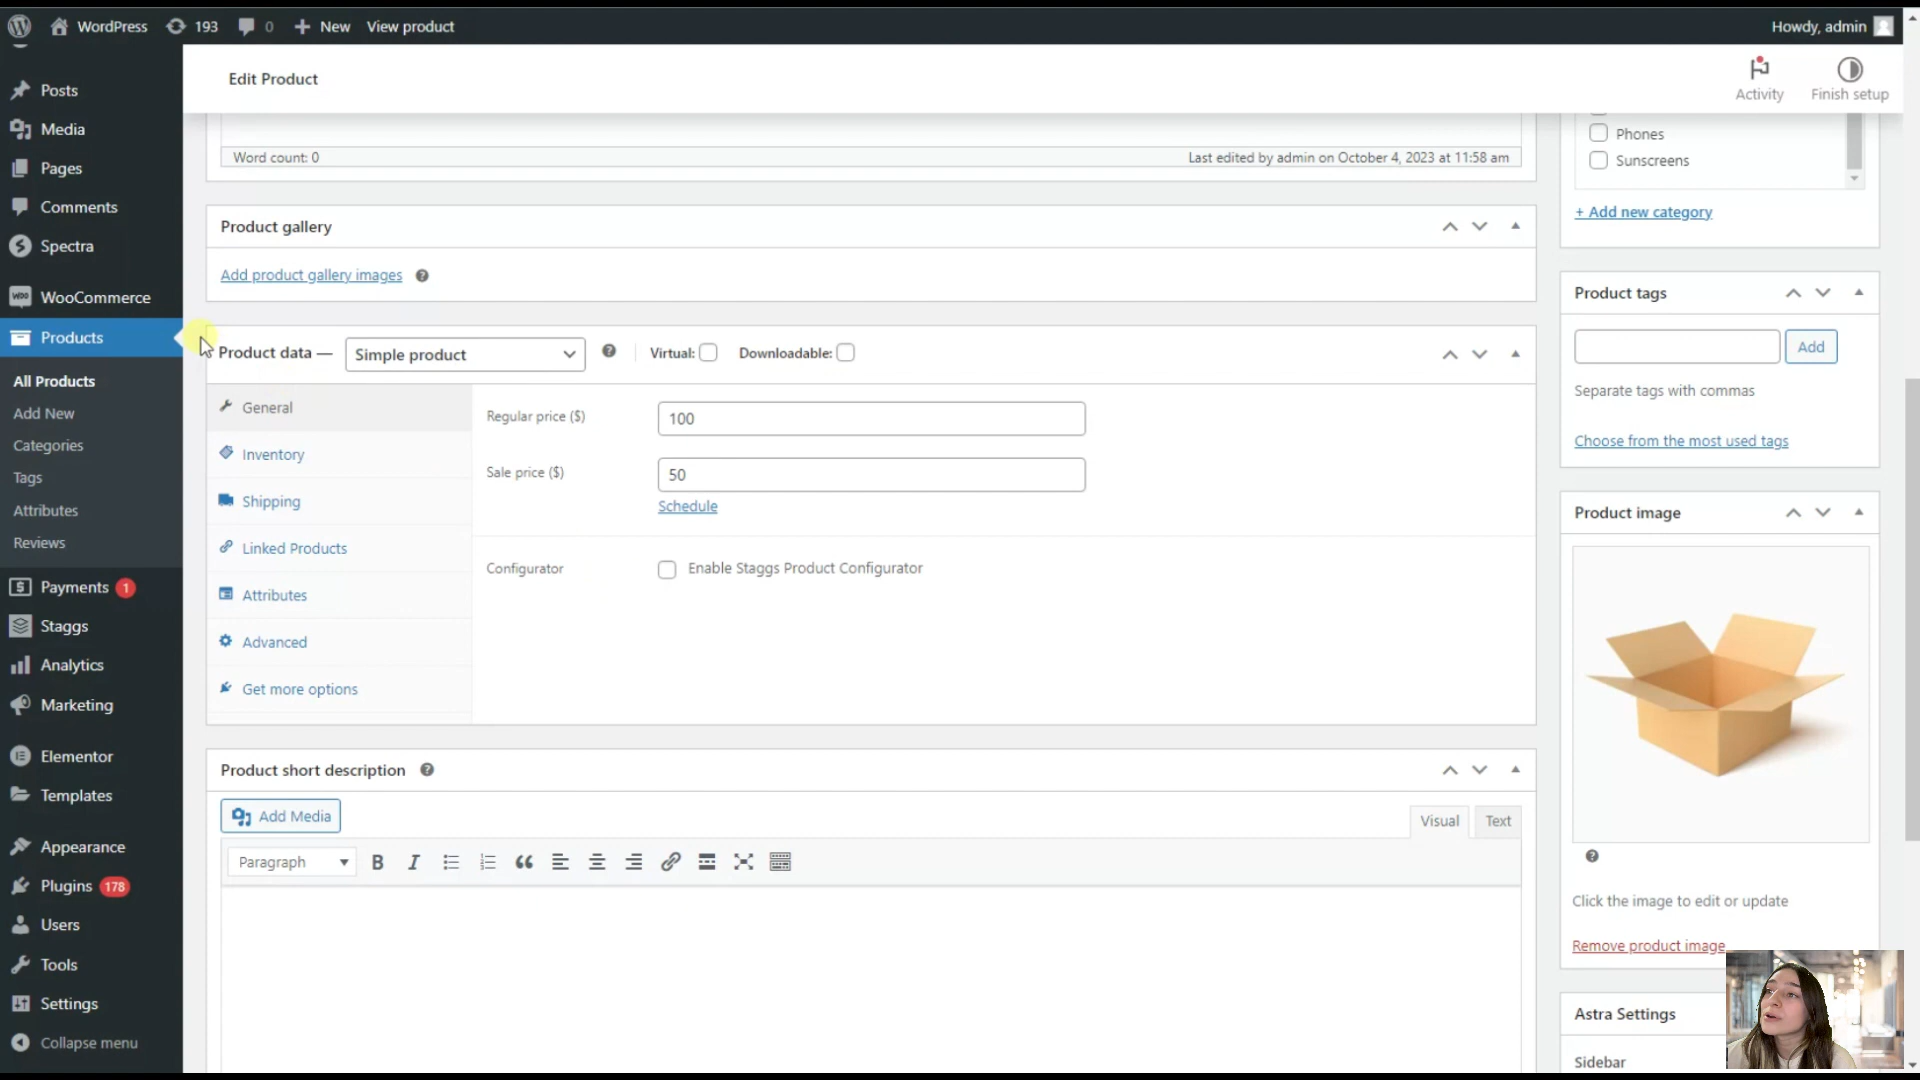 WordPress 193 0 New View product Howdy, admin
Posts
Media
Pages
Comments
Spectra
WooCommerce
Products
All Products
Add New
Categories
Tags
Attributes
Reviews
Payments 1
Staggs
Analytics
Marketing
Elementor
Templates
Appearance
Plugins 178
Users
Tools
Settings
Collapse menu
Edit Product
Activity
Finish setup
Word count: 0 Last edited by admin on October 4, 2023 at 11:58 am
Product gallery
Add product gallery images
Product data — Simple product Virtual: Downloadable:
General
Inventory
Shipping
Linked Products
Attributes
Advanced
Get more options
Regular price ($) 100
Sale price ($) 50
Schedule
Configurator Enable Staggs Product Configurator
Product short description
Add Media
Visual Text
Paragraph
Phones
Sunscreens
+ Add new category
Product tags
Add
Separate tags with commas
Choose from the most used tags
Product image
Click the image to edit or update
Remove product image
Astra Settings
Sidebar